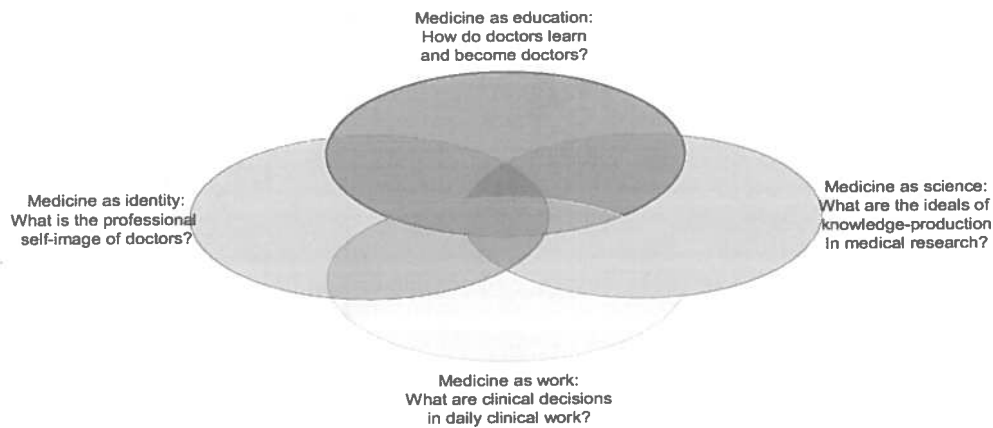 Medicine as education:
How do doctors learn
and become doctors?
Medicine as identity:
What is the professional
self-image of doctors?
Medicine as science:
What are the ideals of
knowledge-production
in medical research?
Medicine as work:
What are clinical decisions
in daily clinical work?